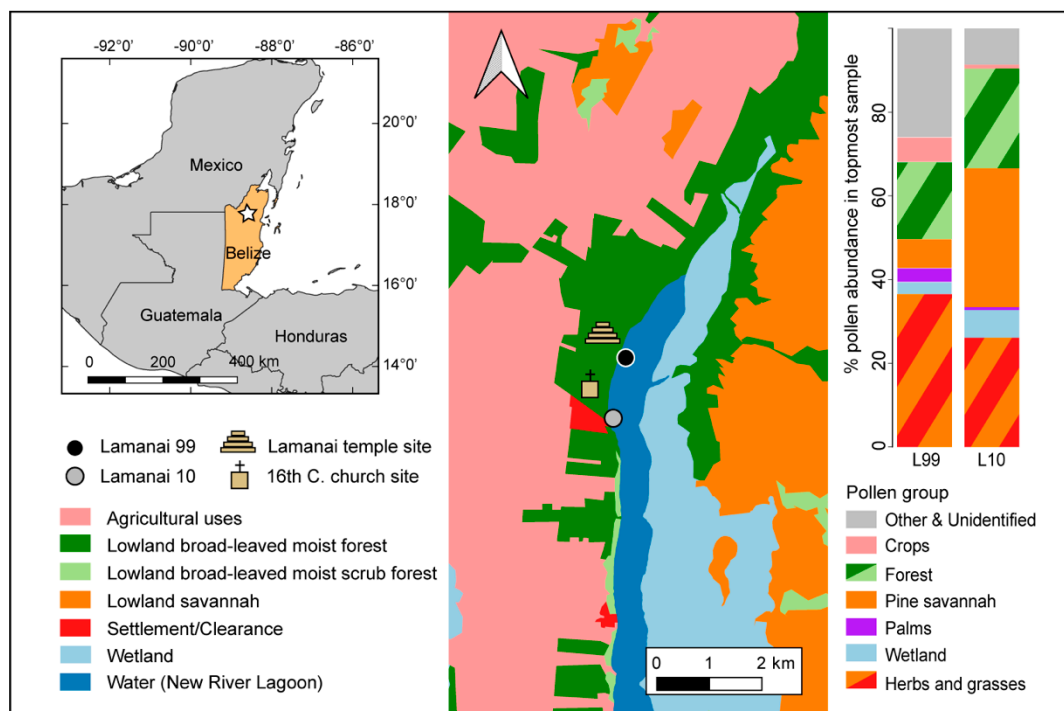 -92°0' -90°0' -88°0' -86°0'
20°0'
Mexico
18°0'
Belize
16°0'
Guatemala
Honduras
0 200 400 km
14°0'
Lamanai 99 Lamanai temple site
Lamanai 10 16th C. church site
Agricultural uses
Lowland broad-leaved moist forest
Lowland broad-leaved moist scrub forest
Lowland savannah
Settlement/Clearance
Wetland
Water (New River Lagoon)
0 1 2 km
% pollen abundance in topmost sample
80
60
40
20
0
L99 L10
Pollen group
Other & Unidentified
Crops
Forest
Pine savannah
Palms
Wetland
Herbs and grasses